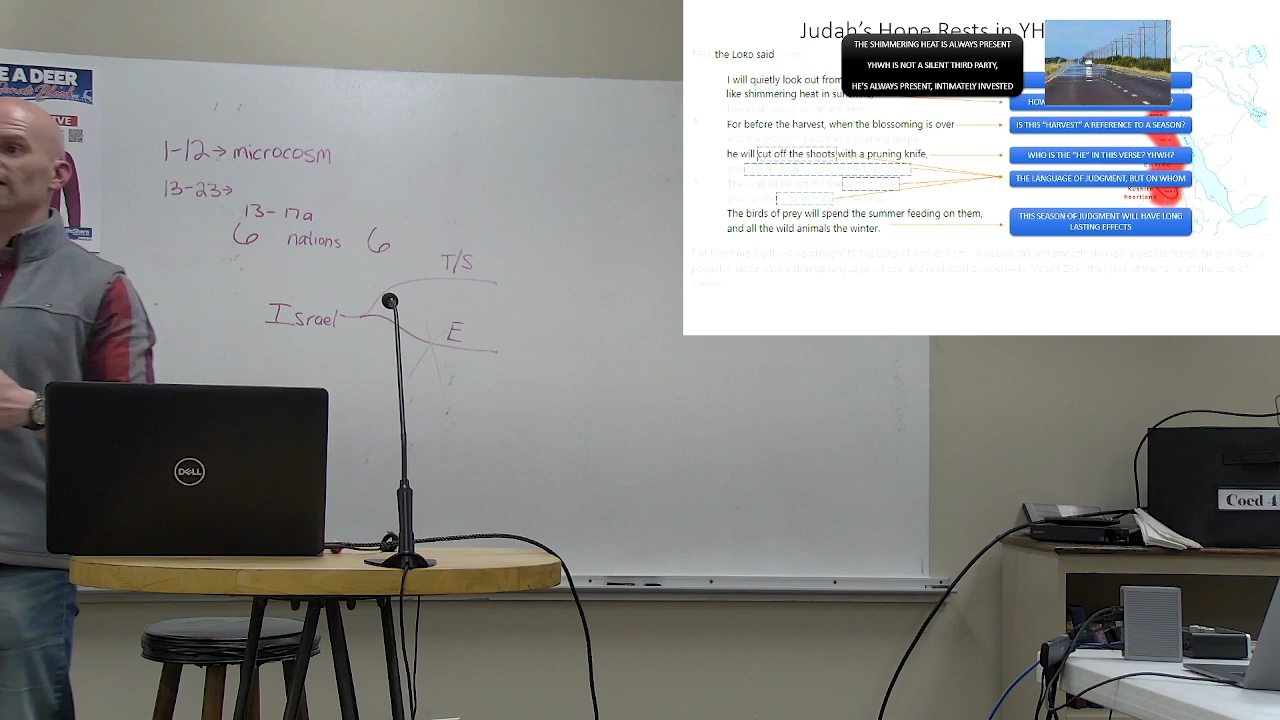 E A DEER
IVE
1-12→ microcosm
13-23→
13-17a
6 nations 6
T/S
Israel
E
DELL
Coed 4
Judah's Hope Rests in YH
the LORD said
THE SHIMMERING HEAT IS ALWAYS PRESENT
YHWH IS NOT A SILENT THIRD PARTY,
HE'S ALWAYS PRESENT, INTIMATELY INVESTED
I will quietly look out from
like shimmering heat in
HOW
?
For before the harvest, when the blossoming is over
IS THIS "HARVEST" A REFERENCE TO A SEASON?
he will cut off the shoots with a pruning knife,
WHO IS THE "HE" IN THIS VERSE? YHWH?
THE LANGUAGE OF JUDGMENT, BUT ON WHOM
Kushite
heartland
The birds of prey will spend the summer feeding on them,
and all the wild animals the winter.
THIS SEASON OF JUDGMENT WILL HAVE LONG
LASTING EFFECTS